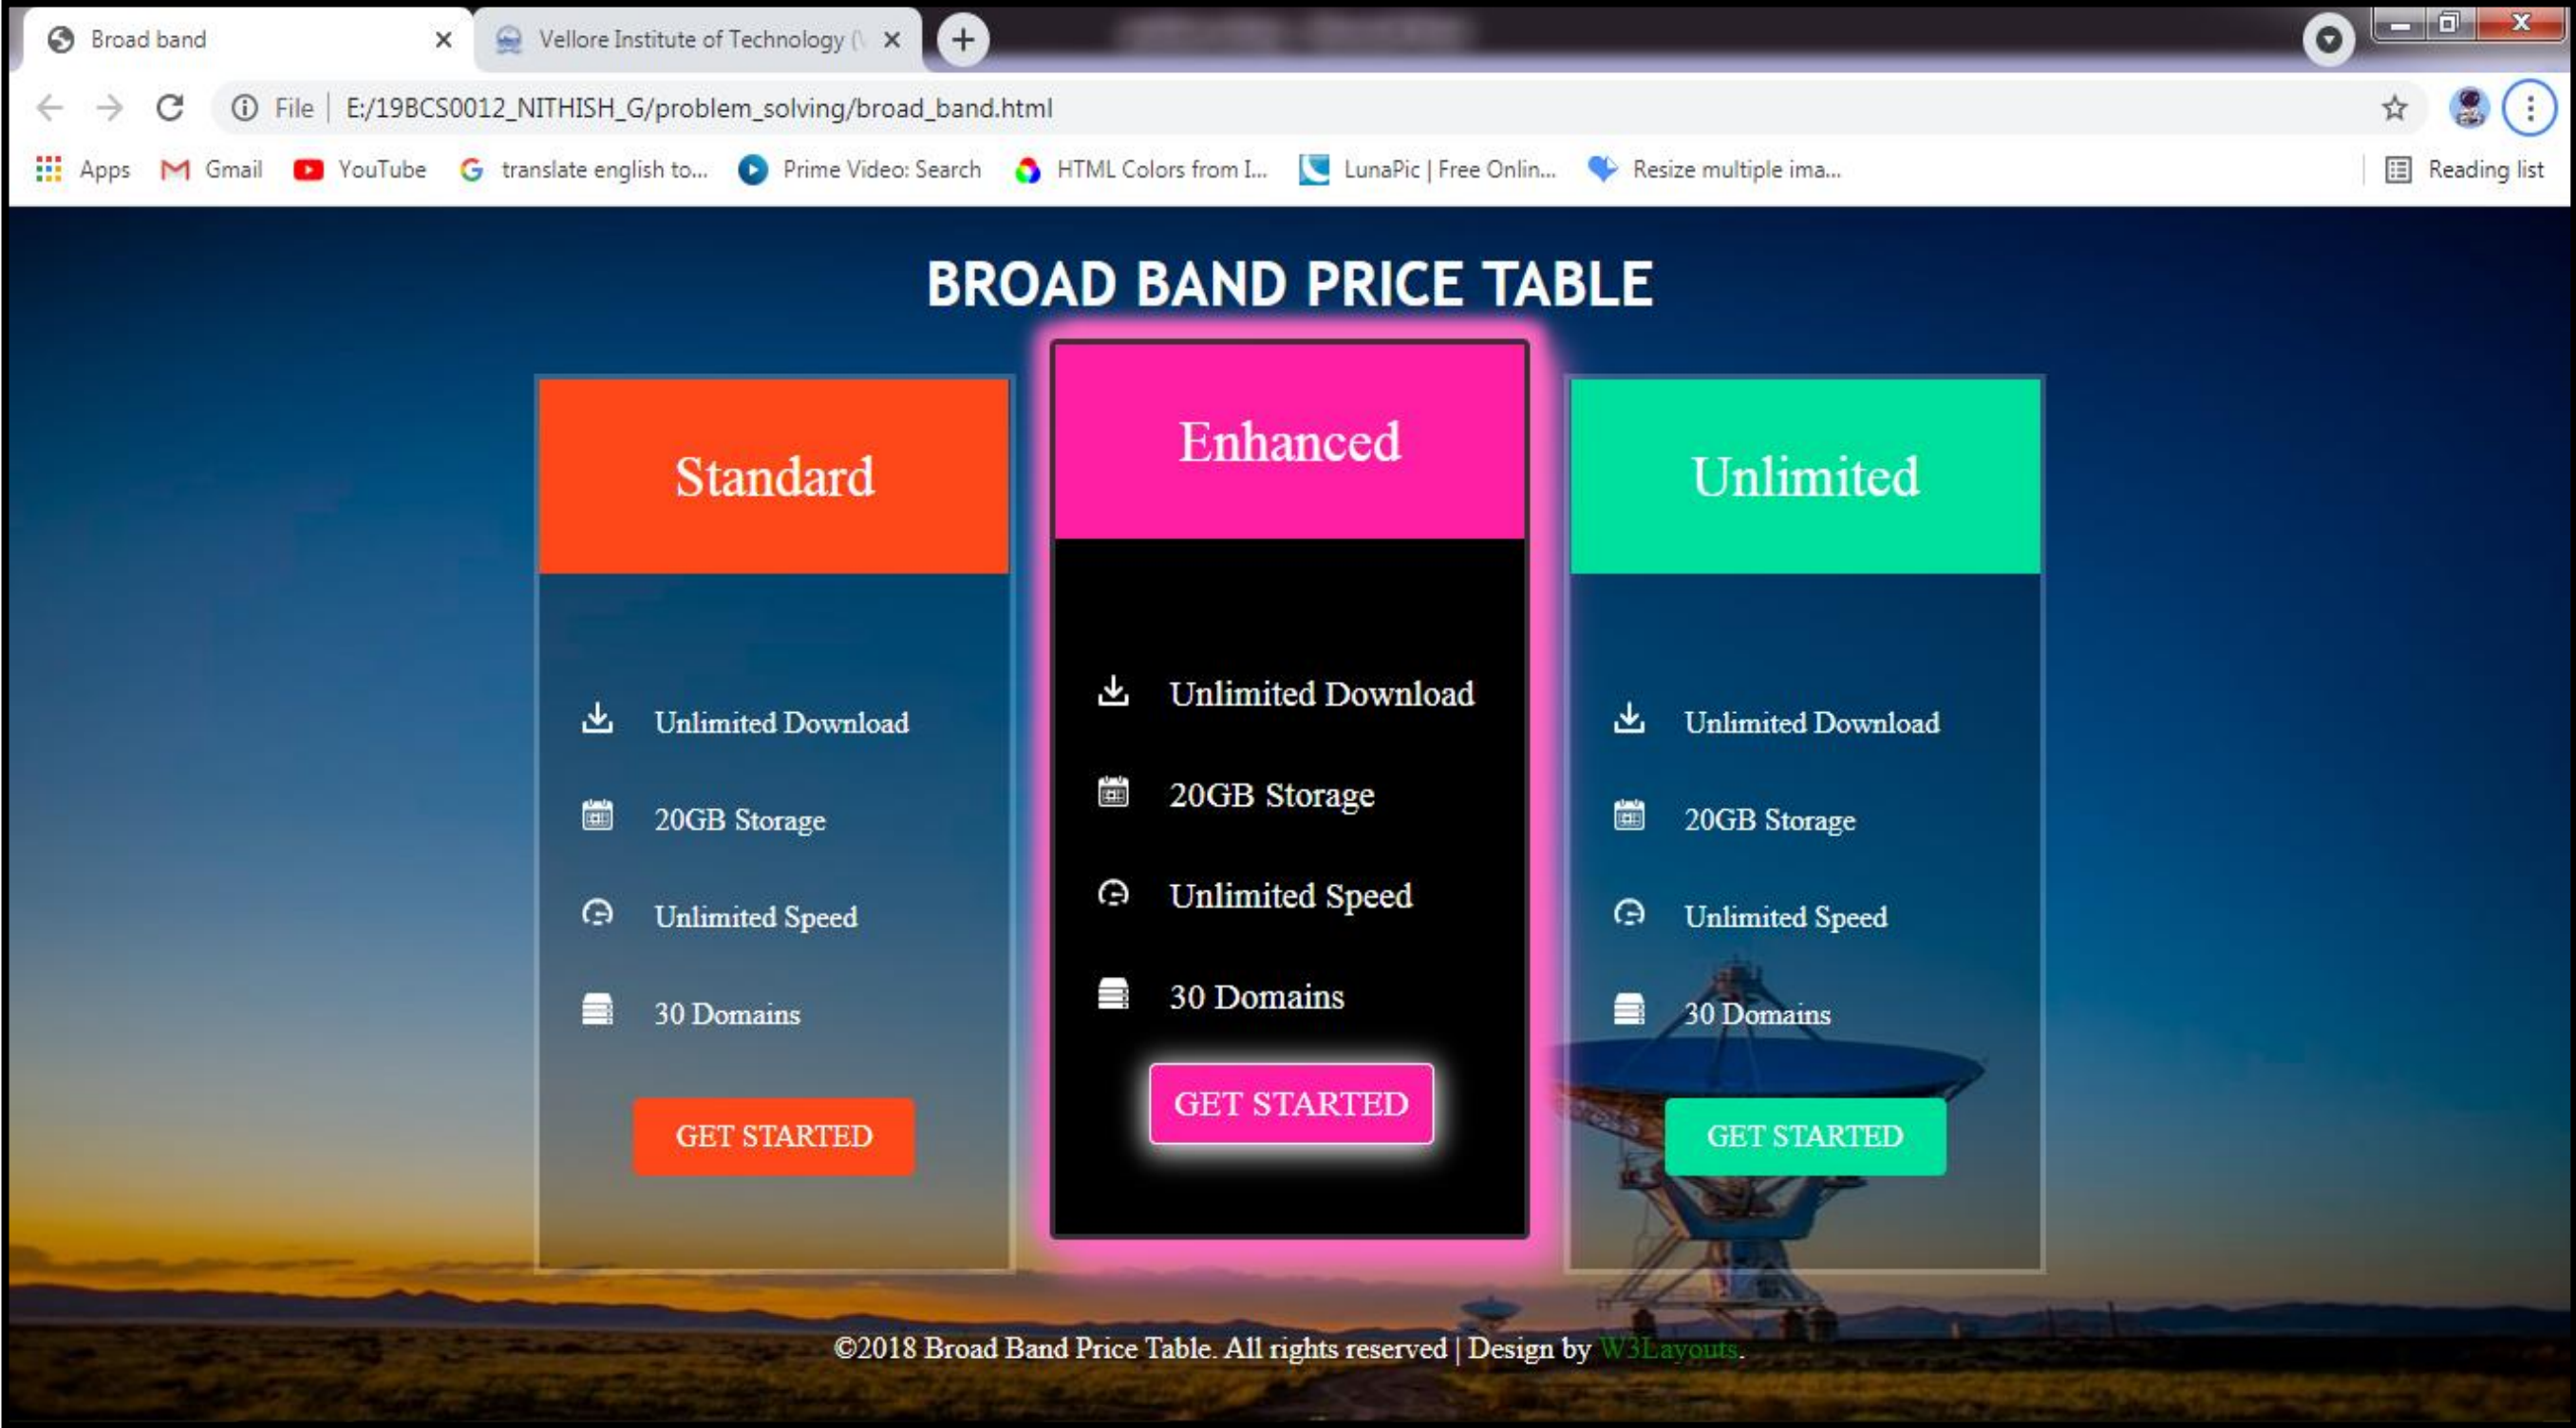 Broad band
Vellore Institute of Technology (
File | E:/19BCS0012_NITHISH_G/problem_solving/broad_band.html
Apps Gmail YouTube translate english to... Prime Video: Search HTML Colors from I... LunaPic | Free Onlin... Resize multiple ima... Reading list
BROAD BAND PRICE TABLE
Standard
Unlimited Download
20GB Storage
Unlimited Speed
30 Domains
GET STARTED
Enhanced
Unlimited Download
20GB Storage
Unlimited Speed
30 Domains
GET STARTED
Unlimited
Unlimited Download
20GB Storage
Unlimited Speed
30 Domains
GET STARTED
©2018 Broad Band Price Table. All rights reserved | Design by W3Layouts.